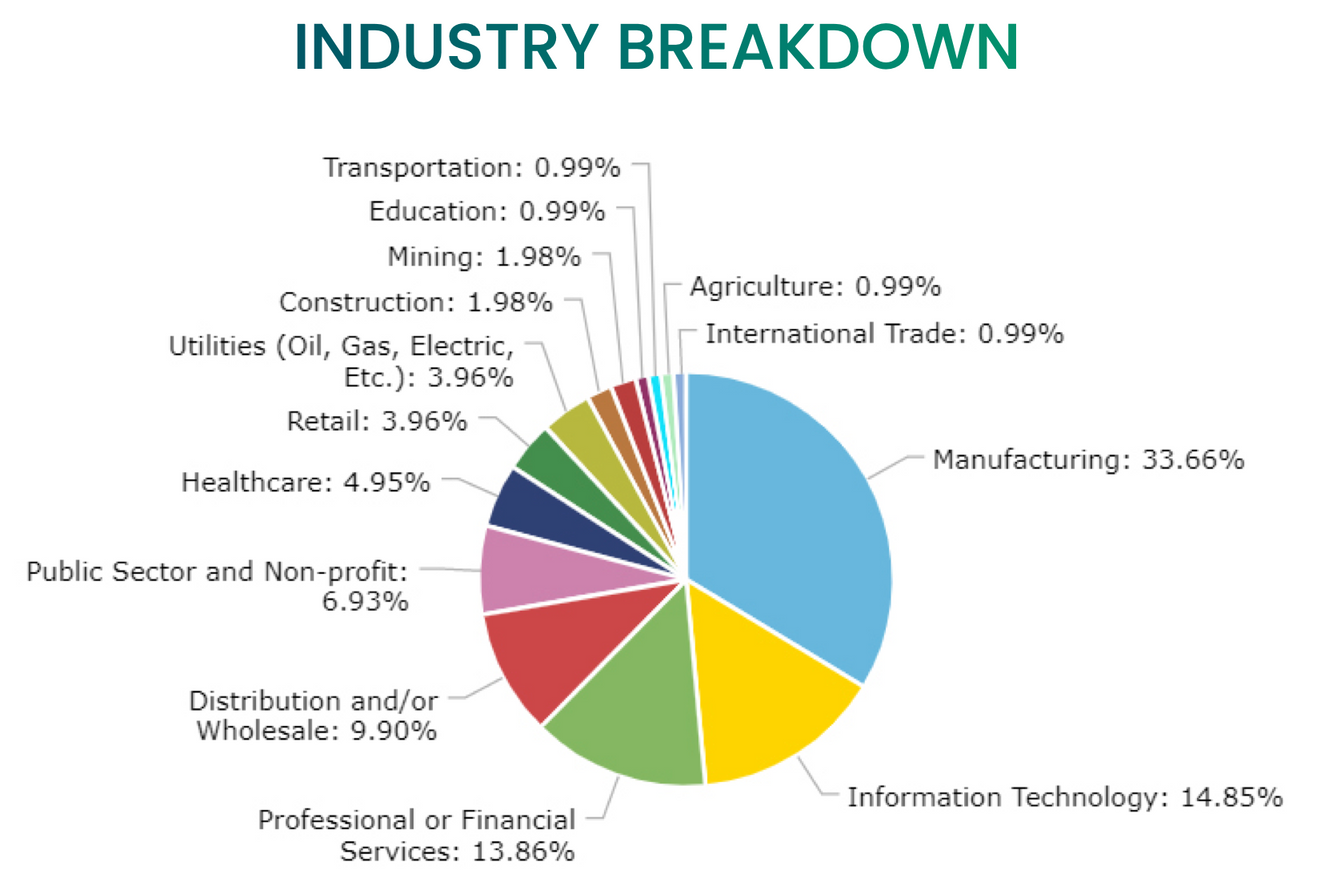 INDUSTRY BREAKDOWN
Transportation: 0.99%
Education: 0.99%
Mining: 1.98%
Agriculture: 0.99%
Construction: 1.98%
International Trade: 0.99%
Utilities (Oil, Gas, Electric,
Etc.): 3.96%
Retail: 3.96%
Manufacturing: 33.66%
Healthcare: 4.95%
Public Sector and Non-profit:
6.93%
Distribution and/or
Wholesale: 9.90%
Information Technology: 14.85%
Professional or Financial
Services: 13.86%